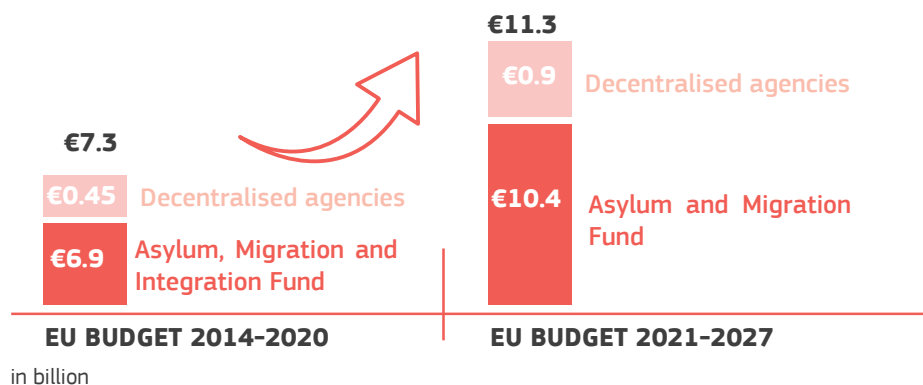 €7.3
€0.45 Decentralised agencies
€6.9 Asylum, Migration and
Integration Fund
EU BUDGET 2014-2020
€11.3
€0.9 Decentralised agencies
€10.4 Asylum and Migration
Fund
EU BUDGET 2021-2027
in billion